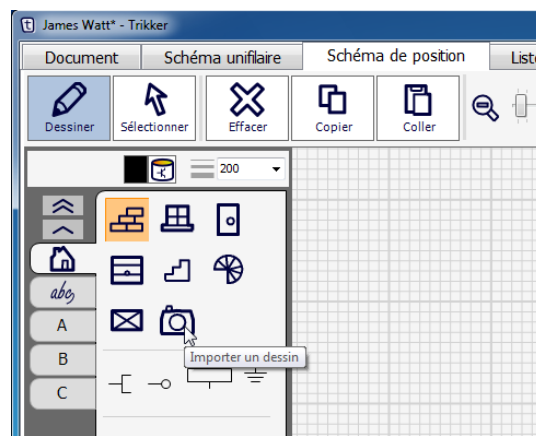 James Watt* - Trikker
Document Schéma unifilaire Schéma de position List
Dessiner Sélectionner Effacer Copier Coller
200
abc
A
B
Importer un dessin
C